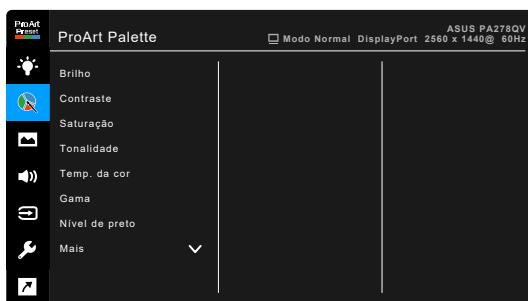 ProArt
Preset
ProArt Palette
ASUS PA278QV
Modo Normal DisplayPort 2560 x 1440@ 60Hz
Brilho
Contraste
Saturação
Tonalidade
Temp. da cor
Gama
Nível de preto
Mais